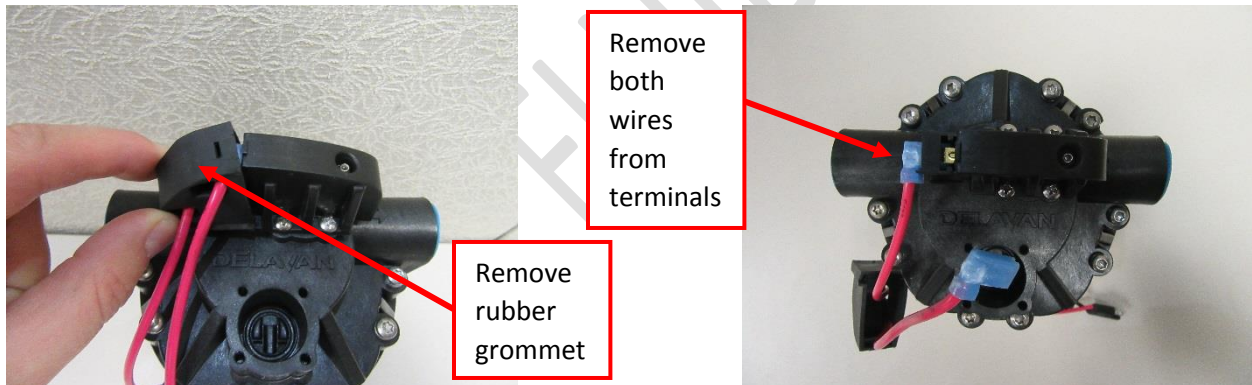 Remove
rubber
grommet
DELAVAN
Remove
both
wires
from
terminals
DELAVAN